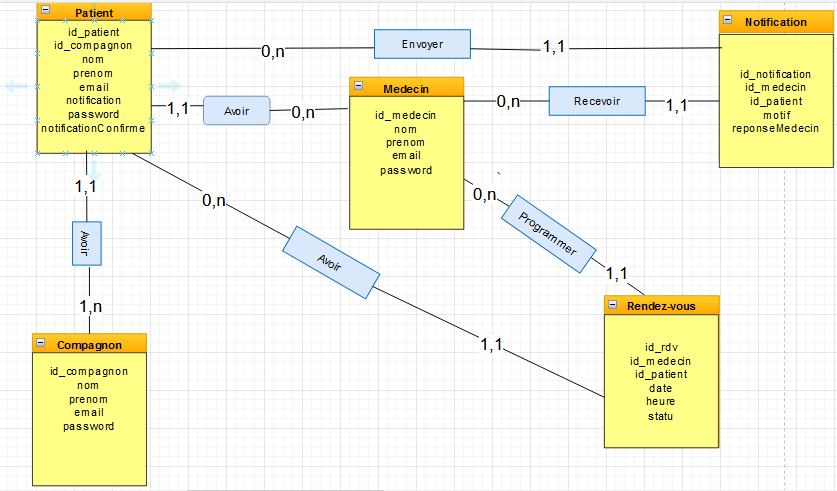 Patient
id_patient
id_compagnon
nom
prenom
email
notification
password
notificationConfirme
0,n
Envoyer
1,1
Notification
id_notification
id_medecin
id_patient
motif
reponseMedecin
1,1
Avoir
0,n
Medecin
id_medecin
nom
prenom
email
password
0,n
Recevoir
1,1
1,1
Avoir
1,n
0,n
Avoir
1,1
0,n
Programmer
1,1
Compagnon
id_compagnon
nom
prenom
email
password
Rendez-vous
id_rdv
id_medecin
id_patient
date
heure
statu